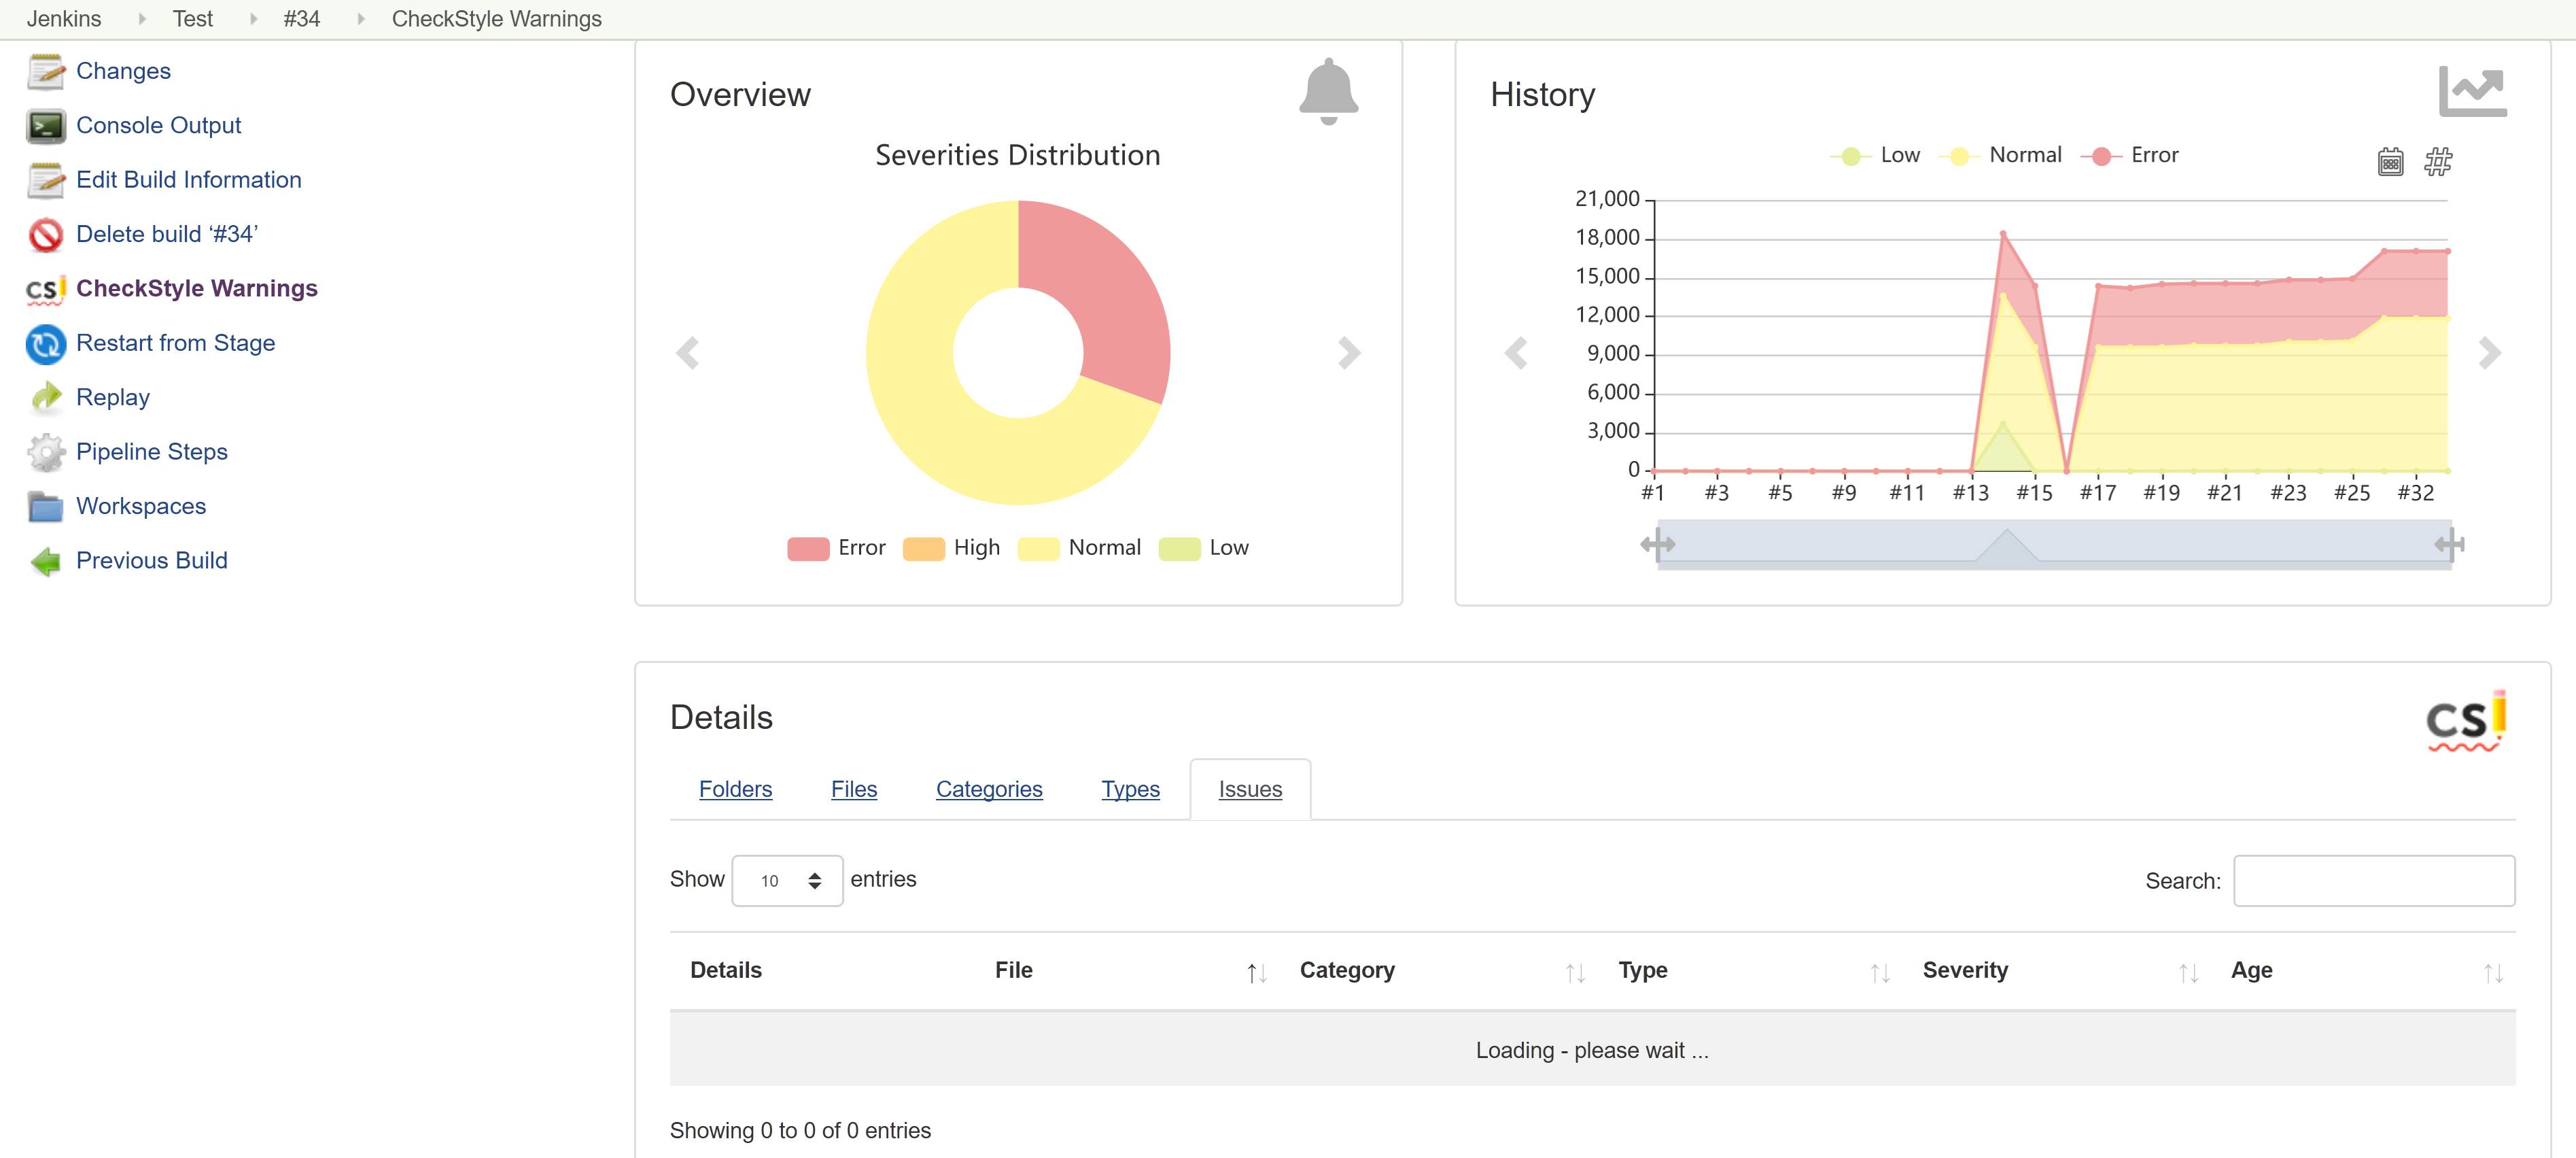 Jenkins Test #34 CheckStyle Warnings
Changes
Console Output
Edit Build Information
Delete build ‘#34’
CS
CheckStyle Warnings
Restart from Stage
Replay
Pipeline Steps
Workspaces
Previous Build
Overview
Severities Distribution
Error High Normal Low
History
Low Normal Error
21,000
18,000
15,000
12,000
9,000
6,000
3,000
0
#1 #3 #5 #9 #11 #13 #15 #17 #19 #21 #23 #25 #32
Details
CS
Folders Files Categories Types Issues
Show 10 entries
Search:
Details File Category Type Severity Age
Loading - please wait ...
Showing 0 to 0 of 0 entries